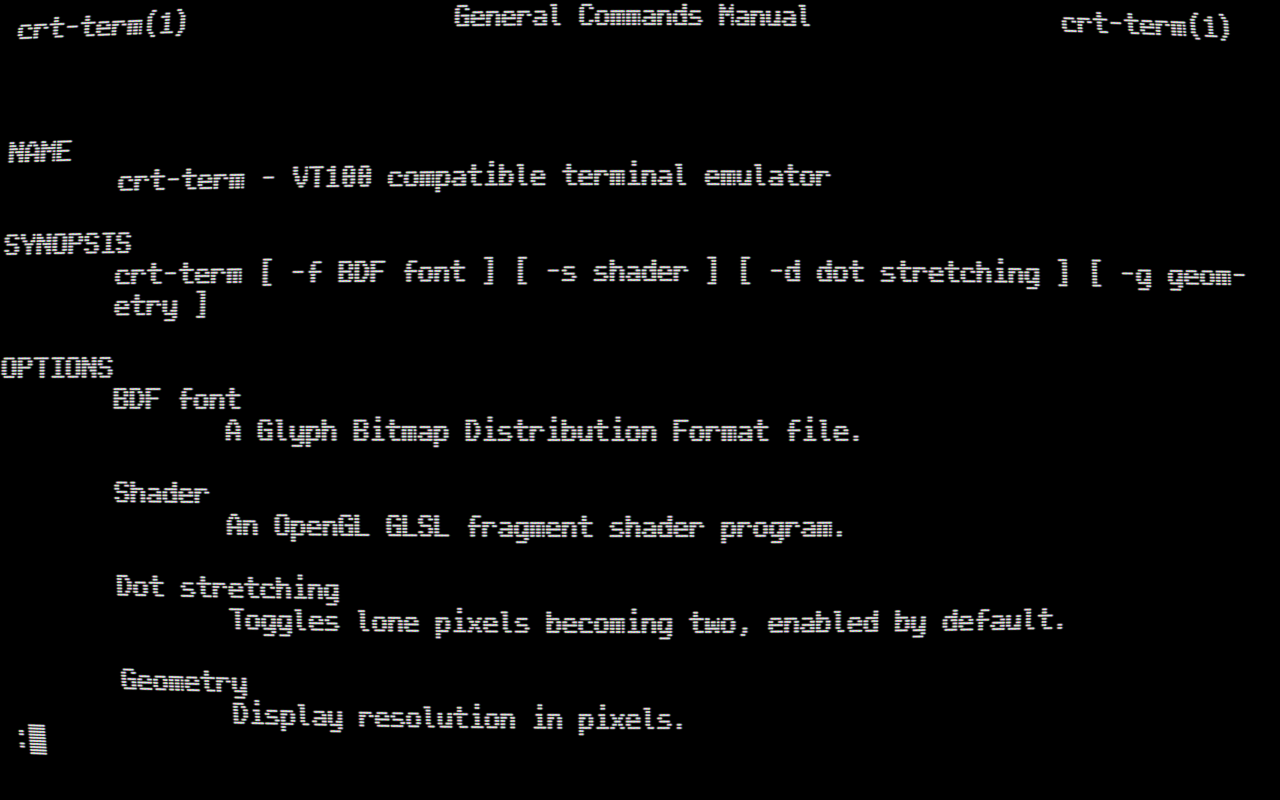 crt-term(1) General Commands Manual crt-term(1)
NAME
crt-term - VT100 compatible terminal emulator
SYNOPSIS
crt-term [ -f BDF font ] [ -s shader ] [ -d dot stretching ] [ -g geom-
etry ]
OPTIONS
BDF font
A Glyph Bitmap Distribution Format file.
Shader
An OpenGL GLSL fragment shader program.
Dot stretching
Toggles lone pixels becoming two, enabled by default.
Geometry
Display resolution in pixels.
: